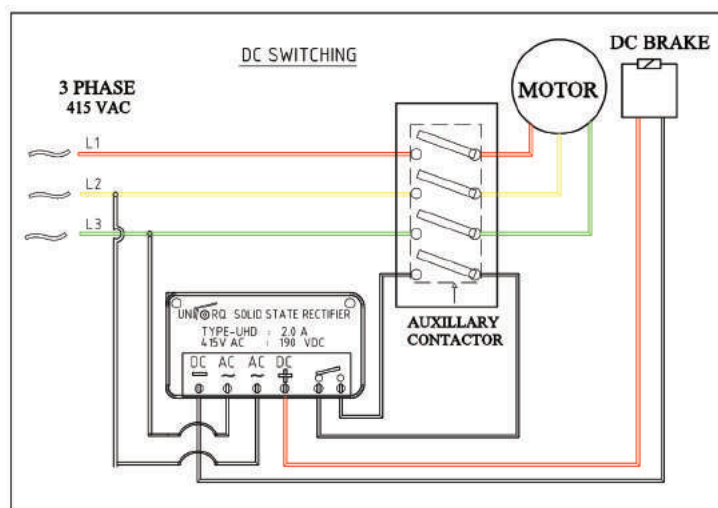 DC SWITCHING
DC BRAKE
3 PHASE
415 VAC
MOTOR
L1
L2
L3
AUXILLARY
CONTACTOR
SOLID STATE RECTIFIER
TYPE-UHD : 2.0 A
415V AC : 190 VDC
DC AC AC DC
− ~ ~ +